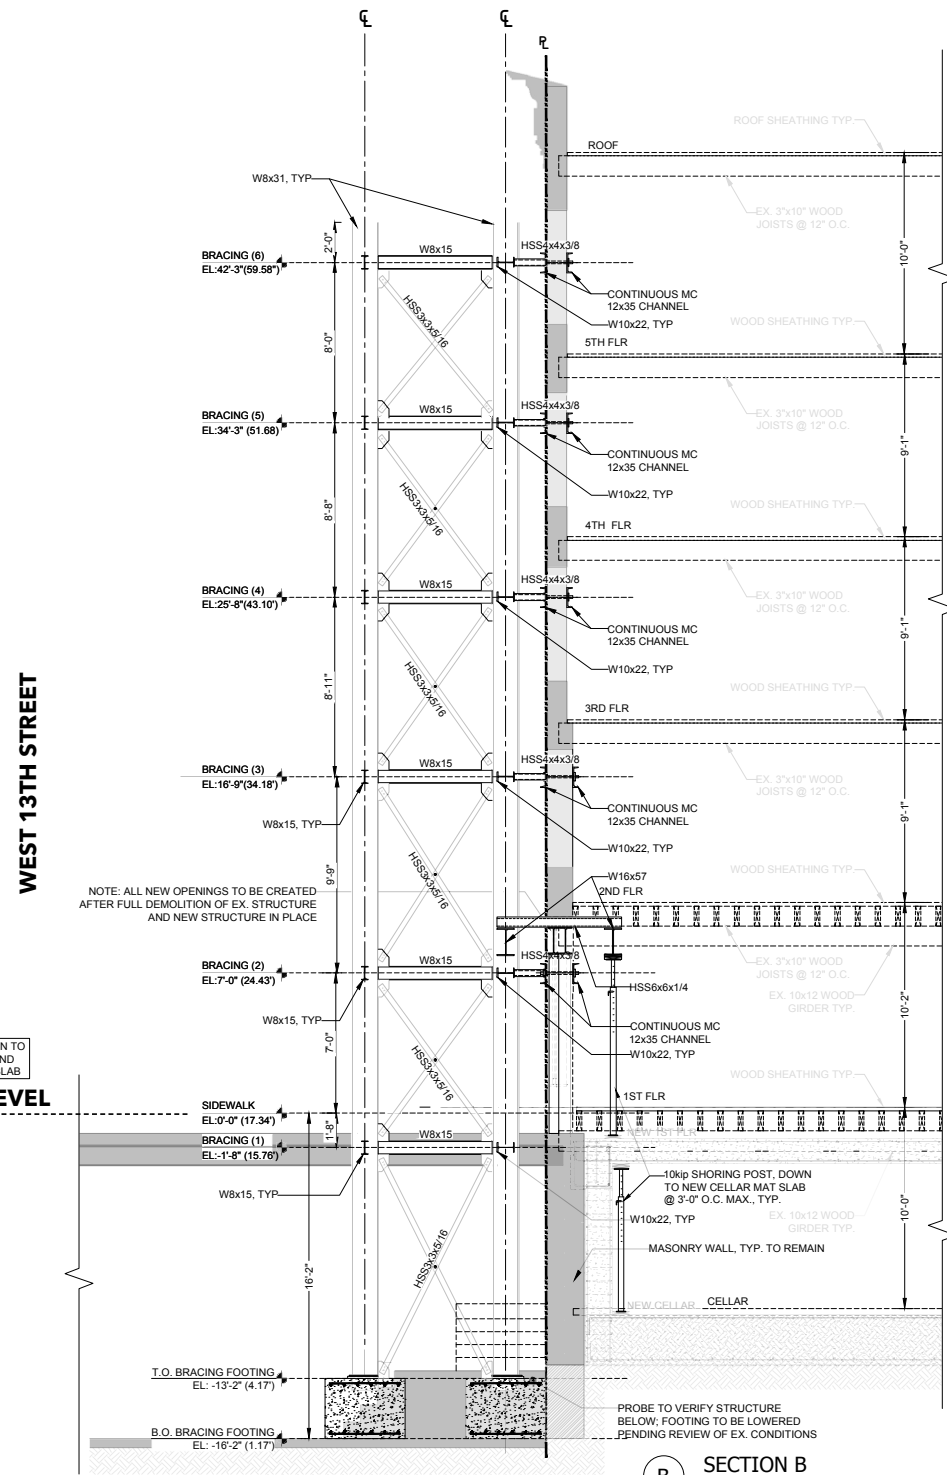 ℄
℄
℄
ROOF SHEATHING TYP.
ROOF
W8x31, TYP
EX. 3"x10" WOOD
JOISTS @ 12" O.C.
2'-0"
10'-0"
BRACING (6)
EL:42'-3"(59.58")
W8x15
HSS4x4x3/8
HSS3x3x5/16
CONTINUOUS MC
12x35 CHANNEL
W10x22, TYP
WOOD SHEATHING TYP.
5TH FLR
8'-0"
EX. 3"x10" WOOD
JOISTS @ 12" O.C.
BRACING (5)
EL:34'-3" (51.68)
W8x15
HSS4x4x3/8
9'-1"
CONTINUOUS MC
12x35 CHANNEL
W10x22, TYP
HSS3x3x5/16
8'-8"
WOOD SHEATHING TYP.
4TH FLR
BRACING (4)
EL:25'-8"(43.10')
W8x15
HSS4x4x3/8
EX. 3"x10" WOOD
JOISTS @ 12" O.C.
9'-1"
CONTINUOUS MC
12x35 CHANNEL
W10x22, TYP
HSS3x3x5/16
8'-11"
WOOD SHEATHING TYP.
3RD FLR
WEST 13TH STREET
BRACING (3)
EL:16'-9"(34.18')
W8x15
HSS4x4x3/8
EX. 3"x10" WOOD
JOISTS @ 12" O.C.
9'-1"
CONTINUOUS MC
12x35 CHANNEL
W8x15, TYP
W10x22, TYP
HSS3x3x5/16
9'-9"
WOOD SHEATHING TYP.
W16x57
2ND FLR
NOTE: ALL NEW OPENINGS TO BE CREATED
AFTER FULL DEMOLITION OF EX. STRUCTURE
AND NEW STRUCTURE IN PLACE
BRACING (2)
EL:7'-0" (24.43')
W8x15
HSS4x4x3/8
EX. 3"x10" WOOD
JOISTS @ 12" O.C.
HSS6x6x1/4
EX. 10x12 WOOD
GIRDER TYP.
10'-2"
W8x15, TYP
CONTINUOUS MC
12x35 CHANNEL
W10x22, TYP
7'-0"
HSS3x3x5/16
N TO
ND
LAB
EVEL
WOOD SHEATHING TYP.
1ST FLR
SIDEWALK
EL:0'-0" (17.34')
1'-8"
BRACING (1)
EL:-1'-8" (15.76')
W8x15
NEW 1ST FLR
W8x15, TYP
10kip SHORING POST, DOWN
TO NEW CELLAR MAT SLAB
@ 3'-0" O.C. MAX., TYP.
W10x22, TYP
EX. 10x12 WOOD
GIRDER TYP.
10'-0"
MASONRY WALL, TYP. TO REMAIN
HSS3x3x5/16
16'-2"
NEW CELLAR
CELLAR
T.O. BRACING FOOTING
EL: -13'-2" (4.17')
PROBE TO VERIFY STRUCTURE
BELOW; FOOTING TO BE LOWERED
PENDING REVIEW OF EX. CONDITIONS
B.O. BRACING FOOTING
EL: -16'-2" (1.17')
B
SECTION B